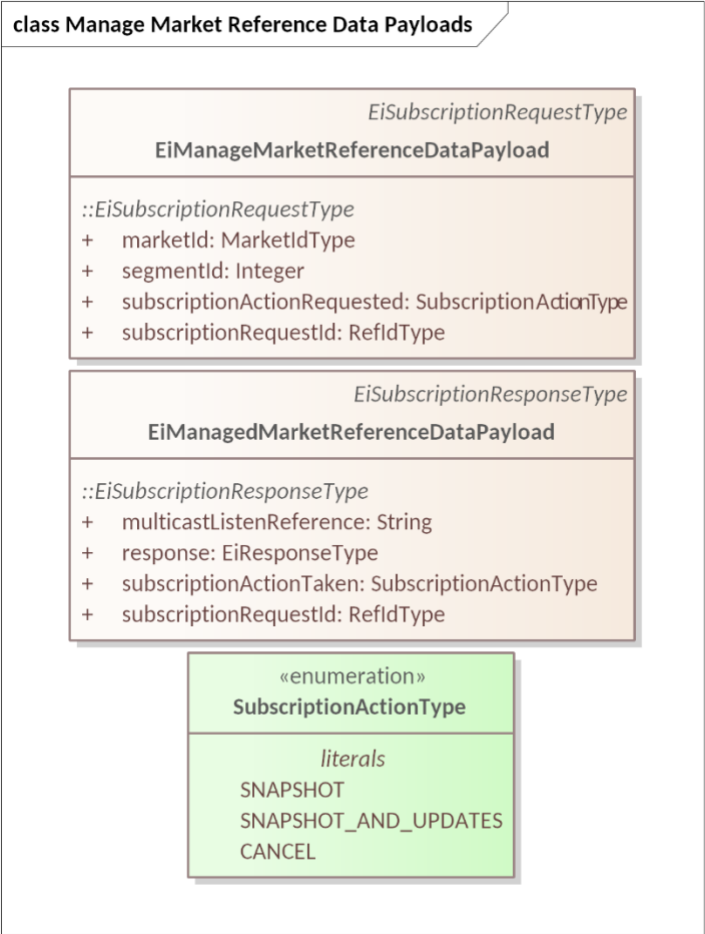 class Manage Market Reference Data Payloads
EiSubscriptionRequestType
EiManageMarketReferenceDataPayload
::EiSubscriptionRequestType
+ marketId: MarketIdType
+ segmentId: Integer
+ subscriptionActionRequested: SubscriptionActionType
+ subscriptionRequestId: RefIdType
EiSubscriptionResponseType
EiManagedMarketReferenceDataPayload
::EiSubscriptionResponseType
+ multicastListenReference: String
+ response: EiResponseType
+ subscriptionActionTaken: SubscriptionActionType
+ subscriptionRequestId: RefIdType
«enumeration»
SubscriptionActionType
literals
SNAPSHOT
SNAPSHOT_AND_UPDATES
CANCEL